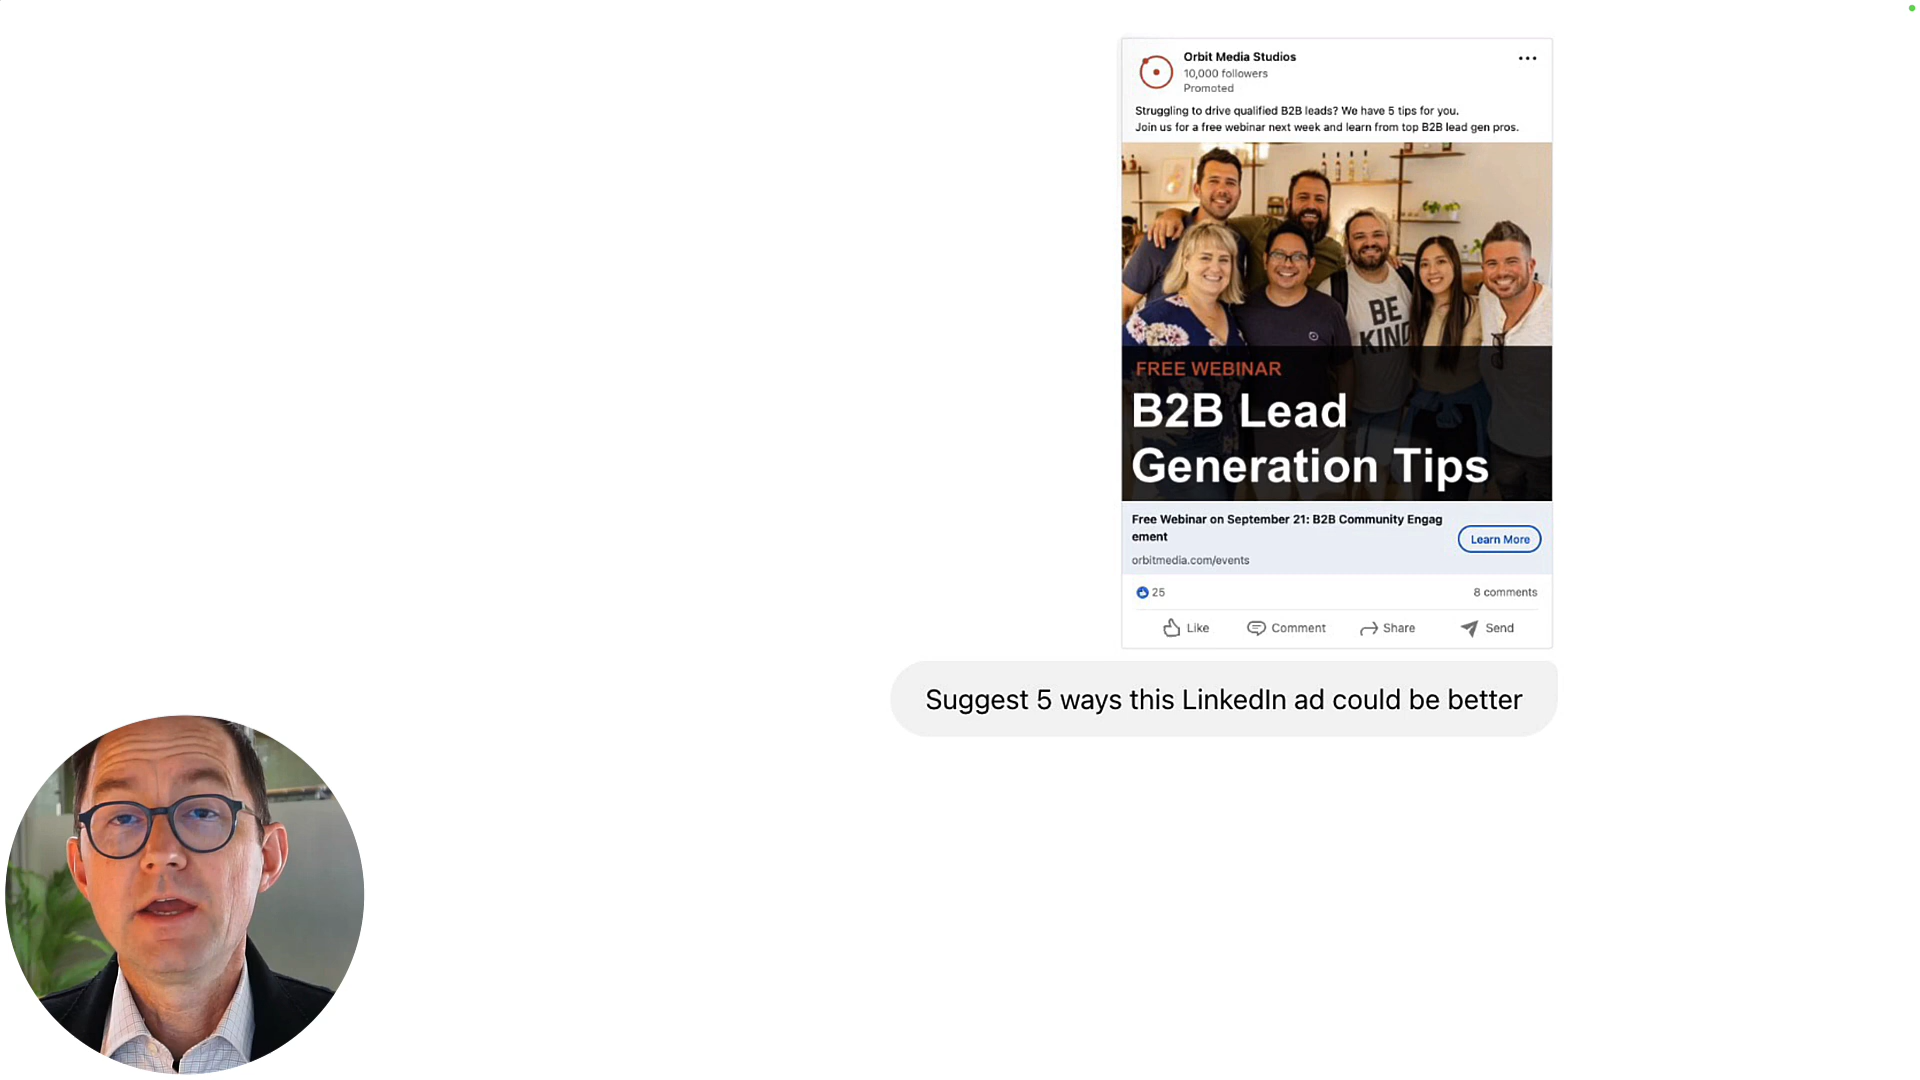 Orbit Media Studios
10,000 followers
Promoted
Struggling to drive qualified B2B leads? We have 5 tips for you.
Join us for a free webinar next week and learn from top B2B lead gen pros.
BE
KIND
FREE WEBINAR
B2B Lead
Generation Tips
Free Webinar on September 21: B2B Community Engag
ement
Learn More
orbitmedia.com/events
25
8 comments
Like
Comment
Share
Send
Suggest 5 ways this LinkedIn ad could be better